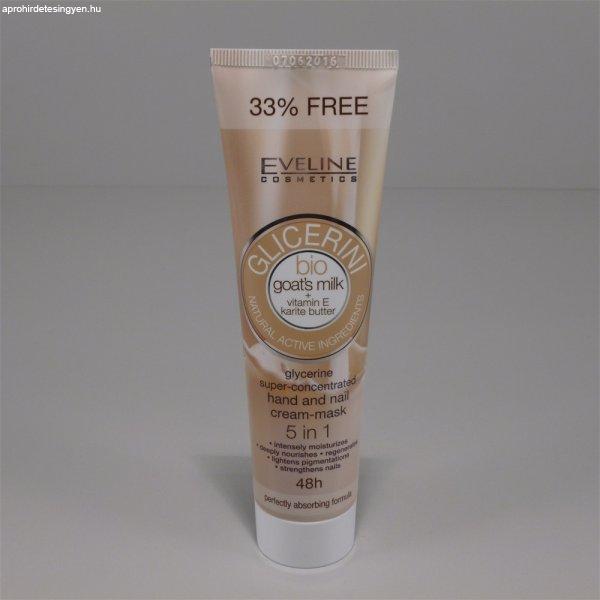 aprohirdetesingyen.hu
07062016
33% FREE
EVELINE
COSMETICS
GLICERINI
bio
goat's milk
+
vitamin E
karite butter
NATURAL ACTIVE INGREDIENTS
glycerine
super-concentrated
hand and nail
cream-mask
5 in 1
• intensely moisturizes
• deeply nourishes • regenerates
• lightens pigmentations
• strengthens nails
48h
perfectly absorbing formula
aprohirdetesingyen.hu